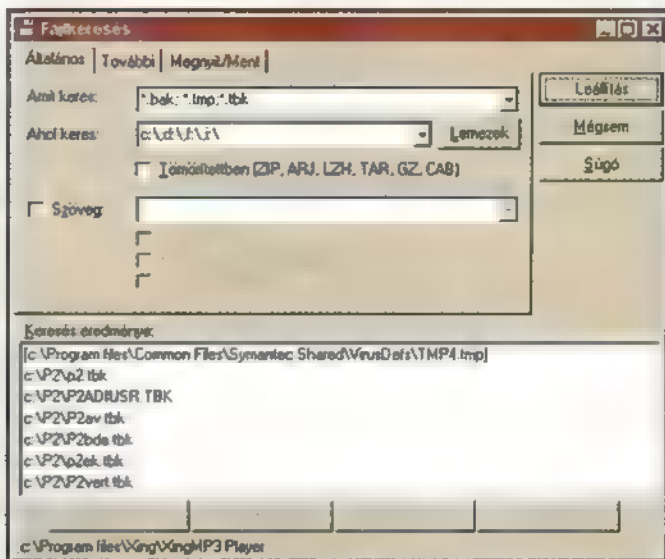 Fájlkeresés
Általános | További | Megnyit/Ment
Amit keres: *.bak; *.tmp;*.tbk
Leállítás
Ahol keres: c:\;d:\;f:\;i:\ Lemezek
Mégsem
Tömörítettben (ZIP, ARJ, LZH, TAR, GZ, CAB)
Súgó
Szöveg:
Keresés eredménye:
[c:\Program files\Common Files\Symantec Shared\VirusDefs\TMP4.tmp]
c:\P2\p2.tbk
c:\P2\P2ADIUSR.TBK
c:\P2\P2av.tbk
c:\P2\P2bda.tbk
c:\P2\p2ek.tbk
c:\P2\P2vert.tbk
c:\Program files\Xing\XingMP3 Player